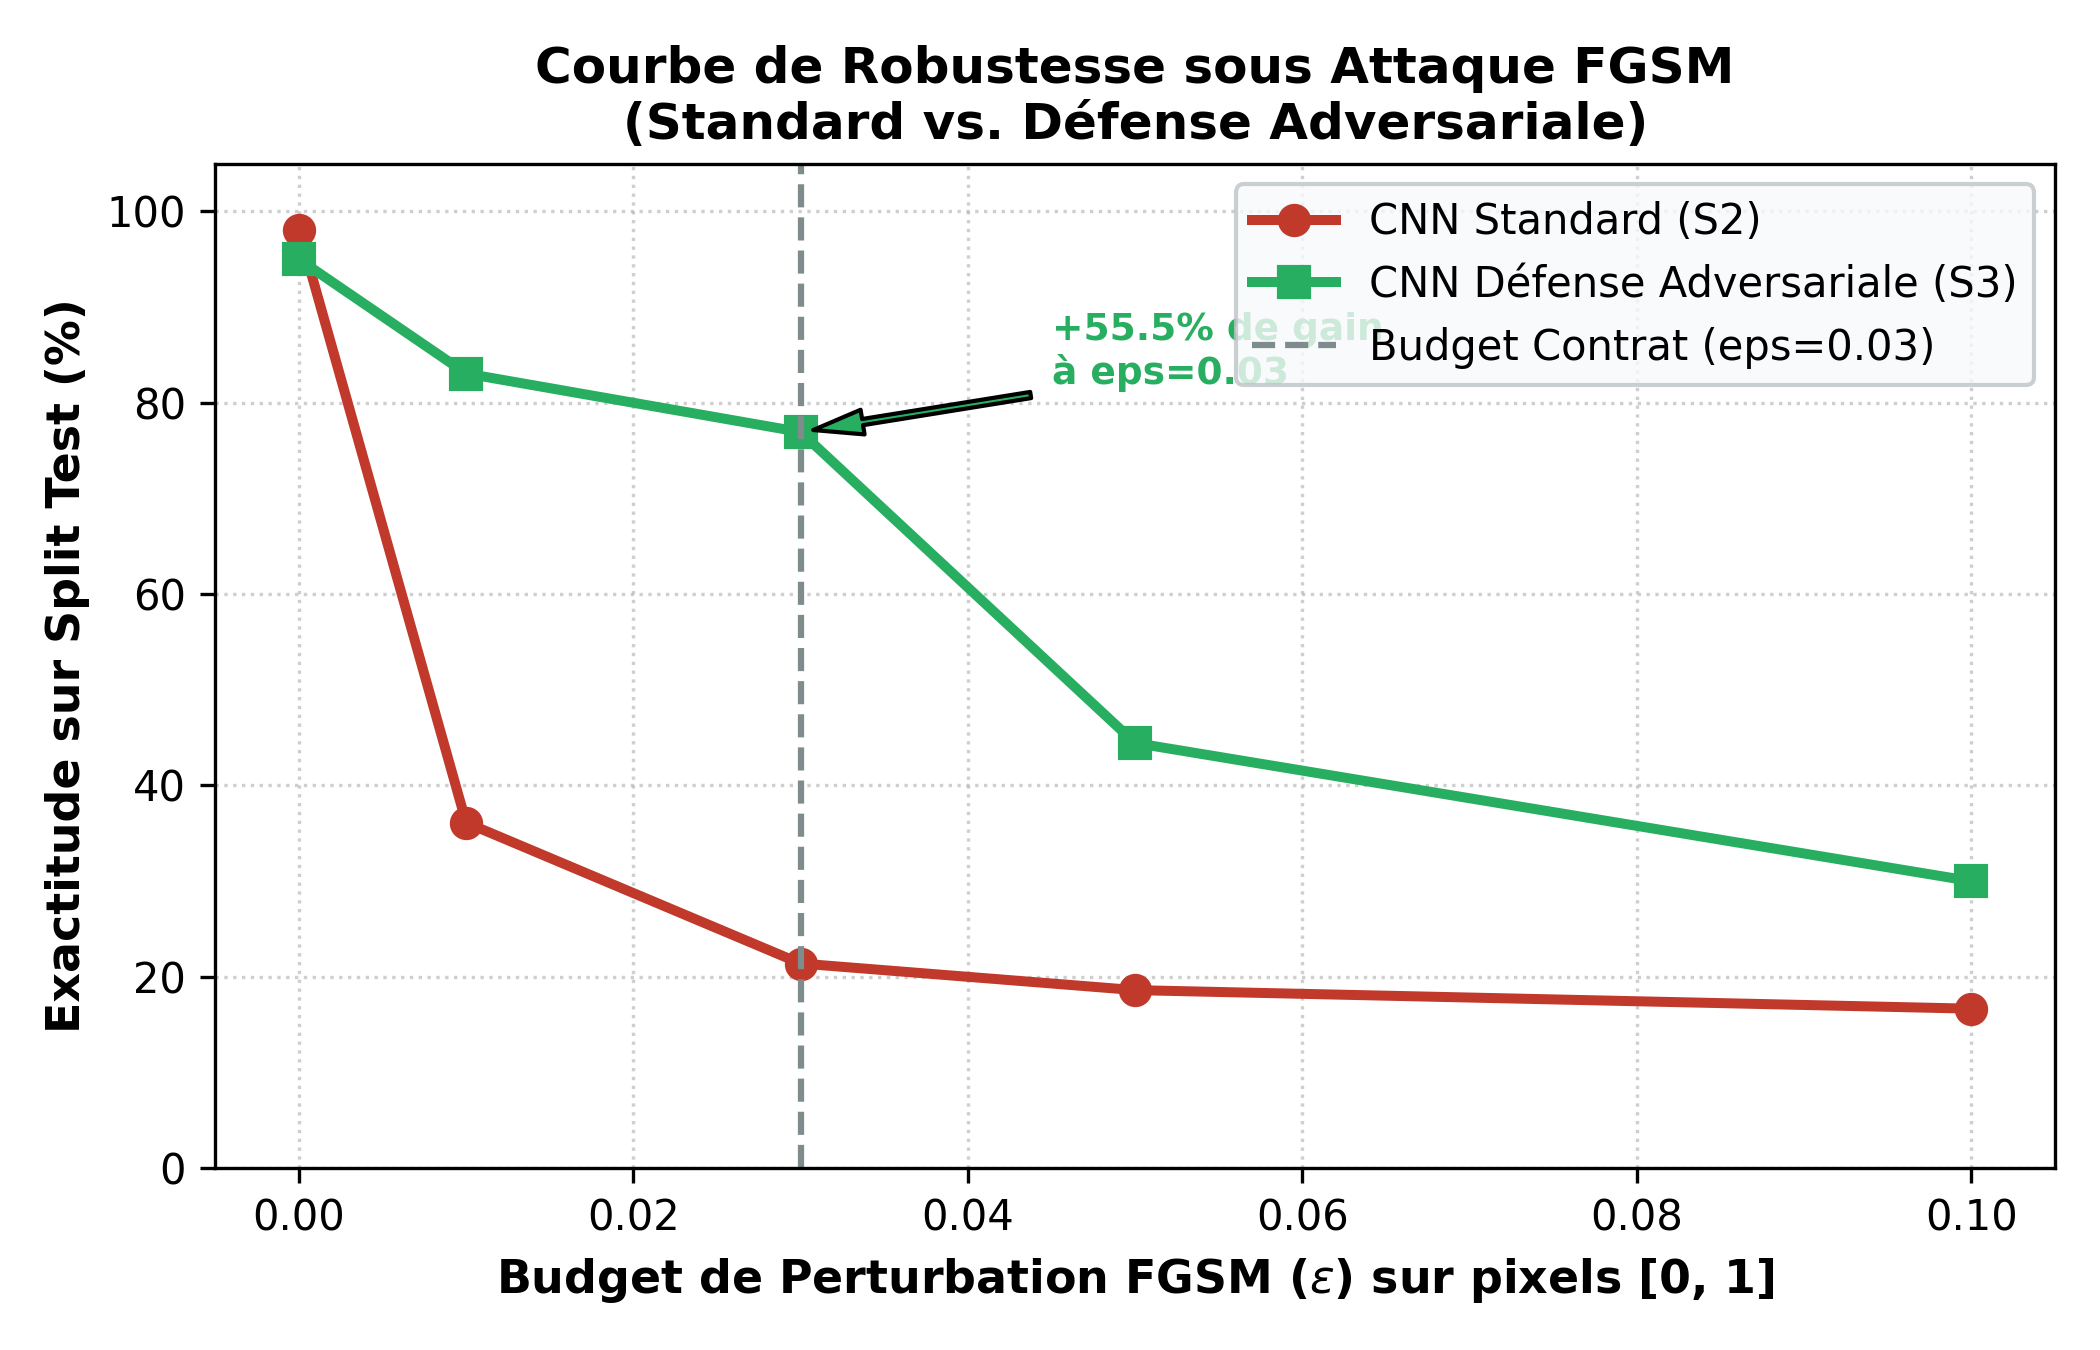 Courbe de Robustesse sous Attaque FGSM
(Standard vs. Défense Adversariale)
Exactitude sur Split Test (%)
100
80
60
40
20
0
CNN Standard (S2)
CNN Défense Adversariale (S3)
Budget Contrat (eps=0.03)
+55.5% de gain
à eps=0.03
0.00
0.02
0.04
0.06
0.08
0.10
Budget de Perturbation FGSM (ε) sur pixels [0, 1]